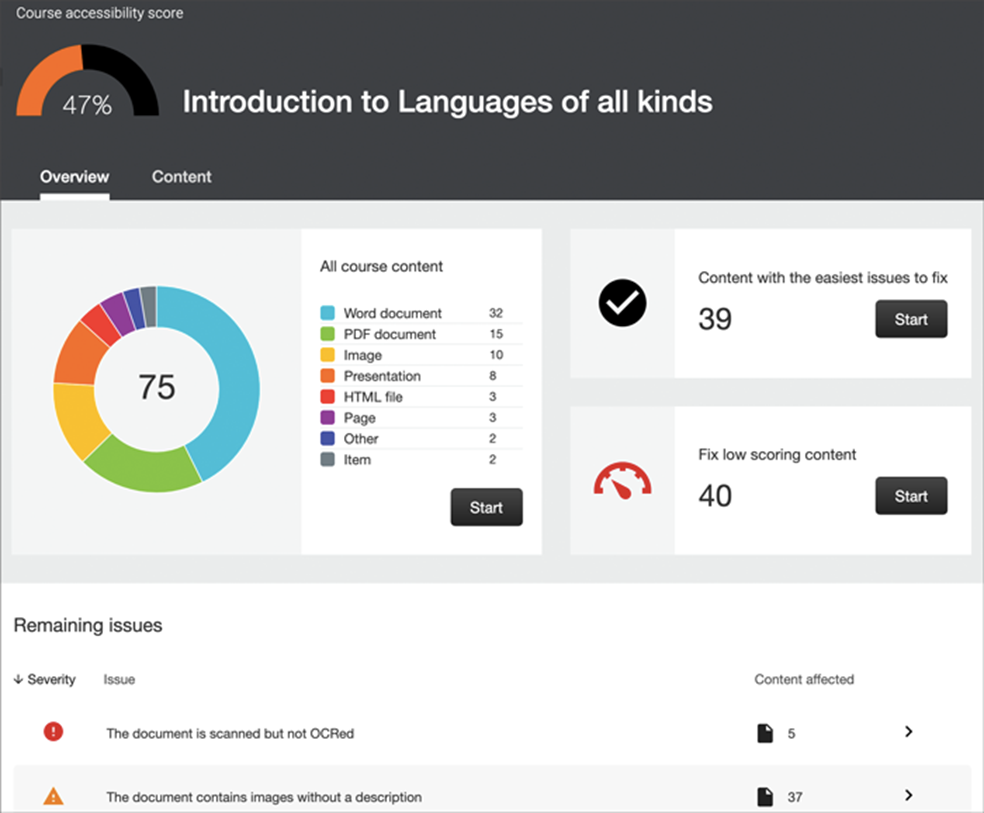 Course accessibility score
47%
Introduction to Languages of all kinds
Overview Content
75
All course content
Word document 32
PDF document 15
Image 10
Presentation 8
HTML file 3
Page 3
Other 2
Item 2
Start
Content with the easiest issues to fix
39 Start
Fix low scoring content
40 Start
Remaining issues
↓ Severity Issue Content affected
The document is scanned but not OCRed 5
The document contains images without a description 37